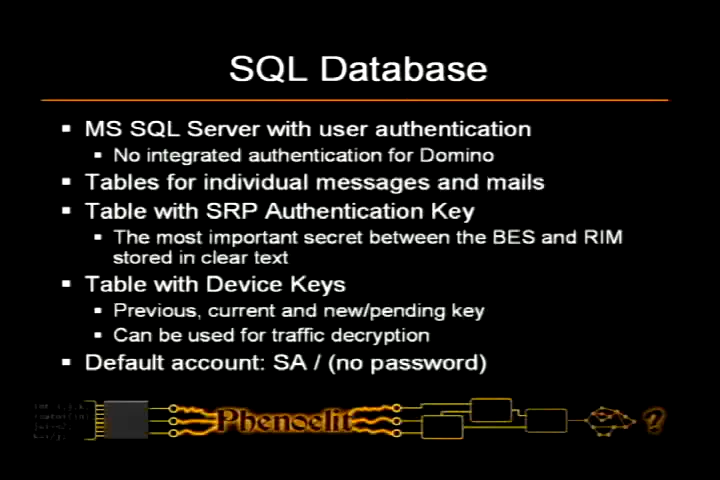 SQL Database
▪ MS SQL Server with user authentication
▪ No integrated authentication for Domino
▪ Tables for individual messages and mails
▪ Table with SRP Authentication Key
▪ The most important secret between the BES and RIM
stored in clear text
▪ Table with Device Keys
▪ Previous, current and new/pending key
▪ Can be used for traffic decryption
▪ Default account: SA / (no password)
Phenoelit
?